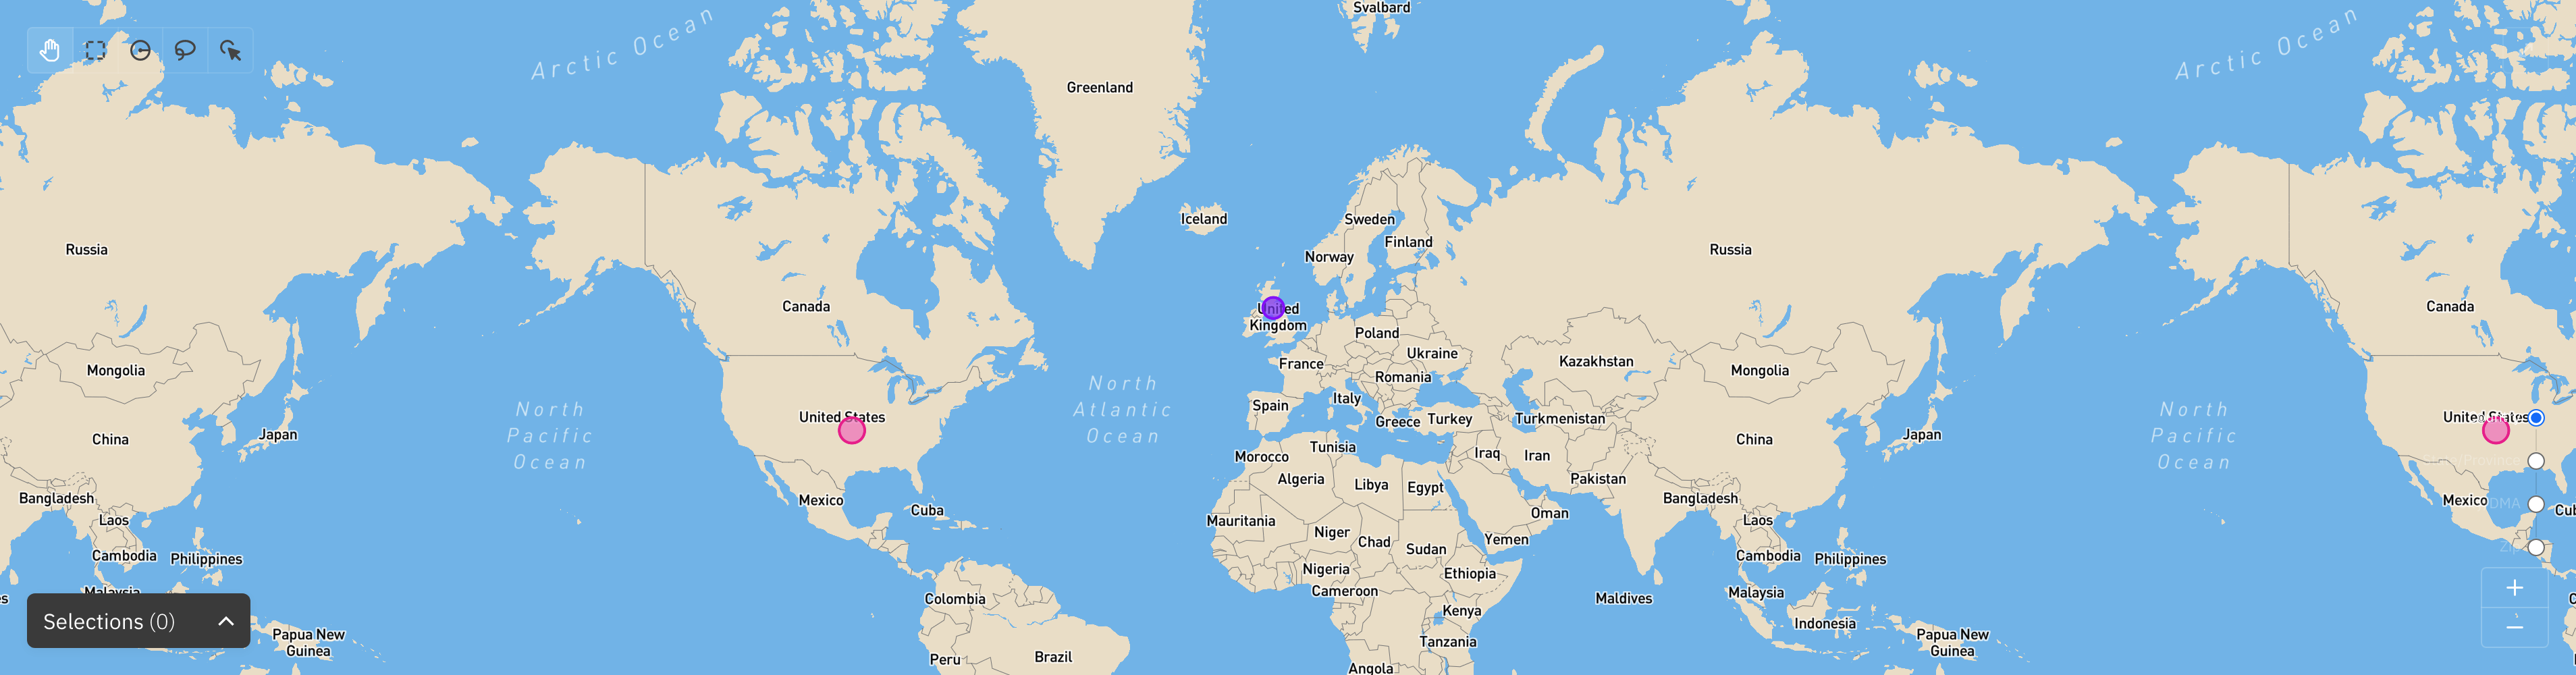 Svalbard
Arctic Ocean
Arctic Ocean
Greenland
Iceland
Sweden
Finland
Norway
Russia
Russia
Canada
Canada
United
Kingdom
Poland
Ukraine
France
Romania
Kazakhstan
Mongolia
Mongolia
North
Pacific
Ocean
North
Atlantic
Ocean
North
Pacific
Ocean
United States
United States
Spain
Italy
Greece
Turkey
Turkmenistan
China
China
Japan
Japan
Morocco
Tunisia
Algeria
Libya
Egypt
Iraq
Iran
Pakistan
Bangladesh
Bangladesh
Mexico
Mexico
DMA
Cuba
Cub
Mauritania
Niger
Chad
Sudan
Oman
Yemen
Laos
Laos
Cambodia
Cambodia
Philippines
Philippines
Zip
Nigeria
Ethiopia
Cameroon
Kenya
Colombia
Maldives
Malaysia
Malaysia
Selections (0)
Indonesia
Papua New
Guinea
Papua New
Guinea
Tanzania
Peru
Brazil
Angola
+
−